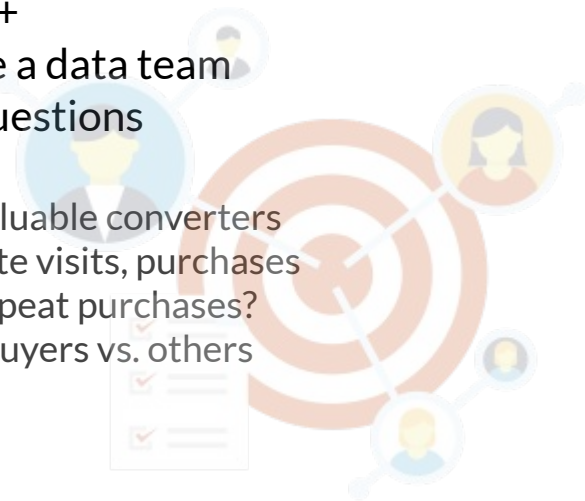 +
e a data team
uestions
luable converters
te visits, purchases
peat purchases?
uyers vs. others